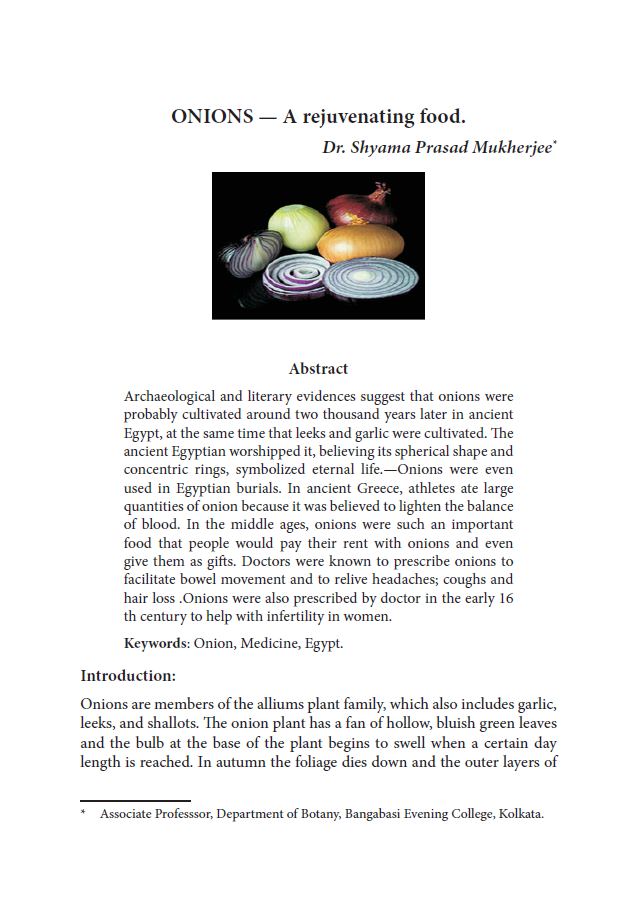 ONIONS — A rejuvenating food.
Dr. Shyama Prasad Mukherjee*
Abstract
Archaeological and literary evidences suggest that onions were
probably cultivated around two thousand years later in ancient
Egypt, at the same time that leeks and garlic were cultivated. The
ancient Egyptian worshipped it, believing its spherical shape and
concentric rings, symbolized eternal life.—Onions were even
used in Egyptian burials. In ancient Greece, athletes ate large
quantities of onion because it was believed to lighten the balance
of blood. In the middle ages, onions were such an important
food that people would pay their rent with onions and even
give them as gifts. Doctors were known to prescribe onions to
facilitate bowel movement and to relive headaches; coughs and
hair loss .Onions were also prescribed by doctor in the early 16
th century to help with infertility in women.
Keywords: Onion, Medicine, Egypt.
Introduction:
Onions are members of the alliums plant family, which also includes garlic,
leeks, and shallots. The onion plant has a fan of hollow, bluish green leaves
and the bulb at the base of the plant begins to swell when a certain day
length is reached. In autumn the foliage dies down and the outer layers of
* Associate Professsor, Department of Botany, Bangabasi Evening College, Kolkata.